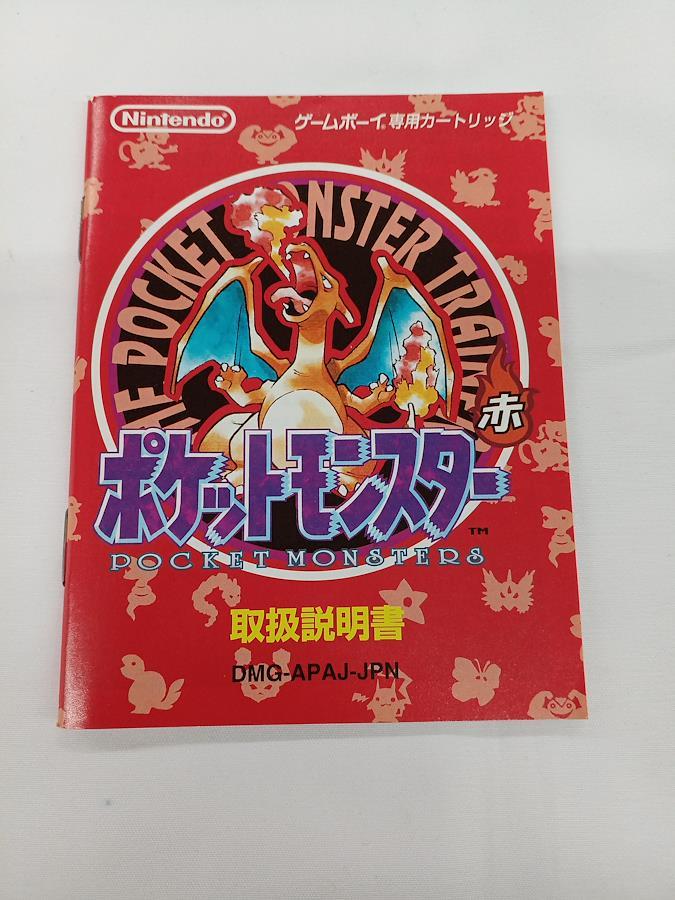 Nintendo®
ゲームボーイ®専用カートリッジ
POCKET MONSTER TRAINE
赤
ポケットモンスター
TM
POCKET MONSTERS
取扱説明書
DMG-APAJ-JPN